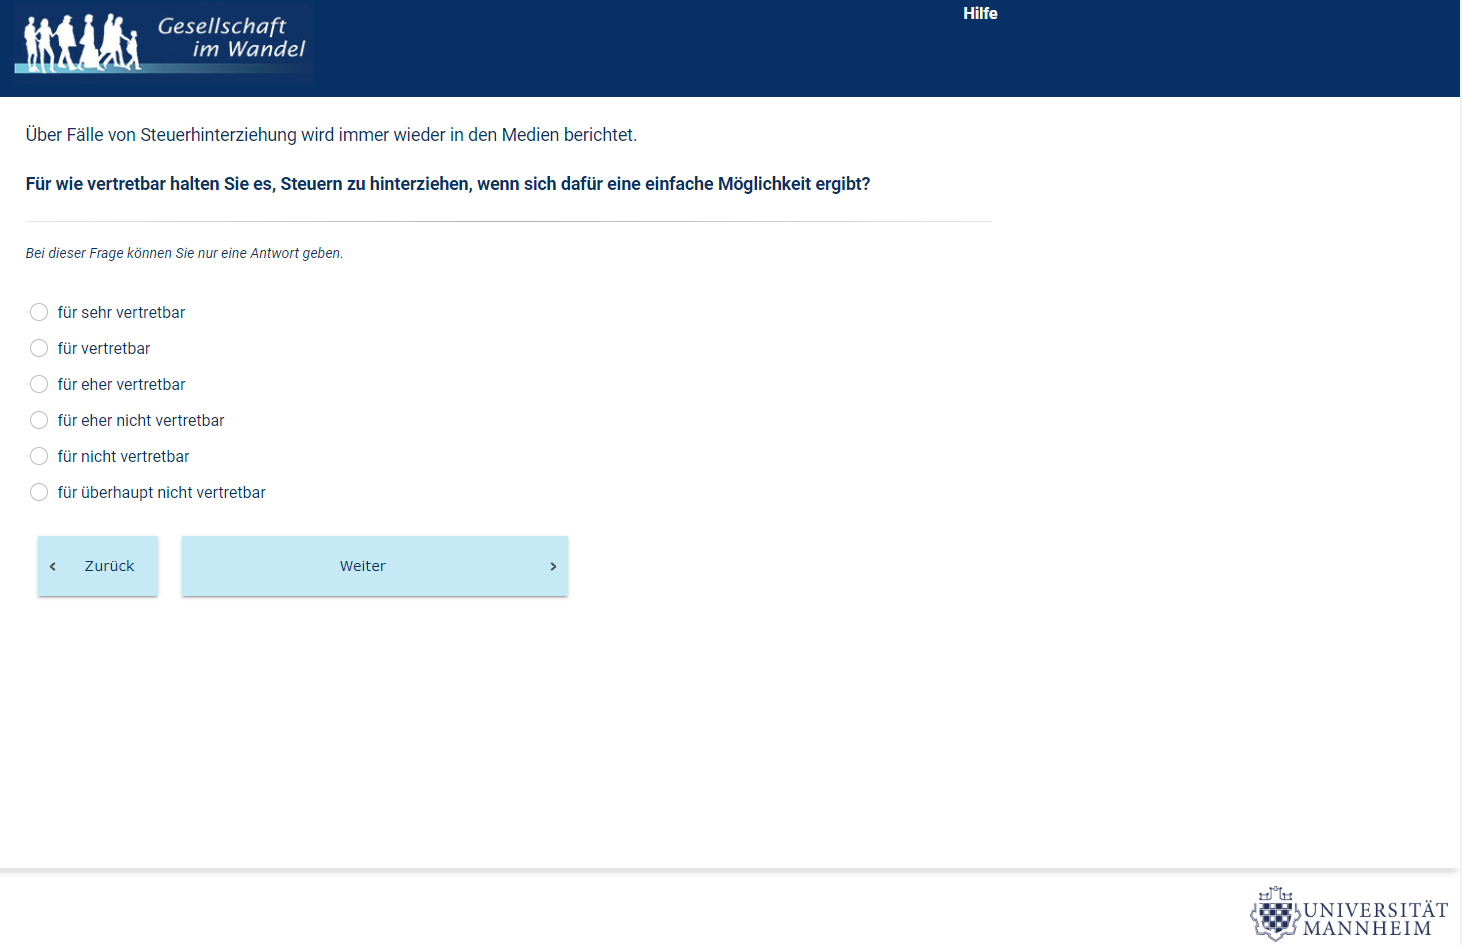 Gesellschaft
im Wandel
Hilfe
Über Fälle von Steuerhinterziehung wird immer wieder in den Medien berichtet.
Für wie vertretbar halten Sie es, Steuern zu hinterziehen, wenn sich dafür eine einfache Möglichkeit ergibt?
Bei dieser Frage können Sie nur eine Antwort geben.
für sehr vertretbar
für vertretbar
für eher vertretbar
für eher nicht vertretbar
für nicht vertretbar
für überhaupt nicht vertretbar
‹ Zurück
Weiter ›
UNIVERSITÄT
MANNHEIM